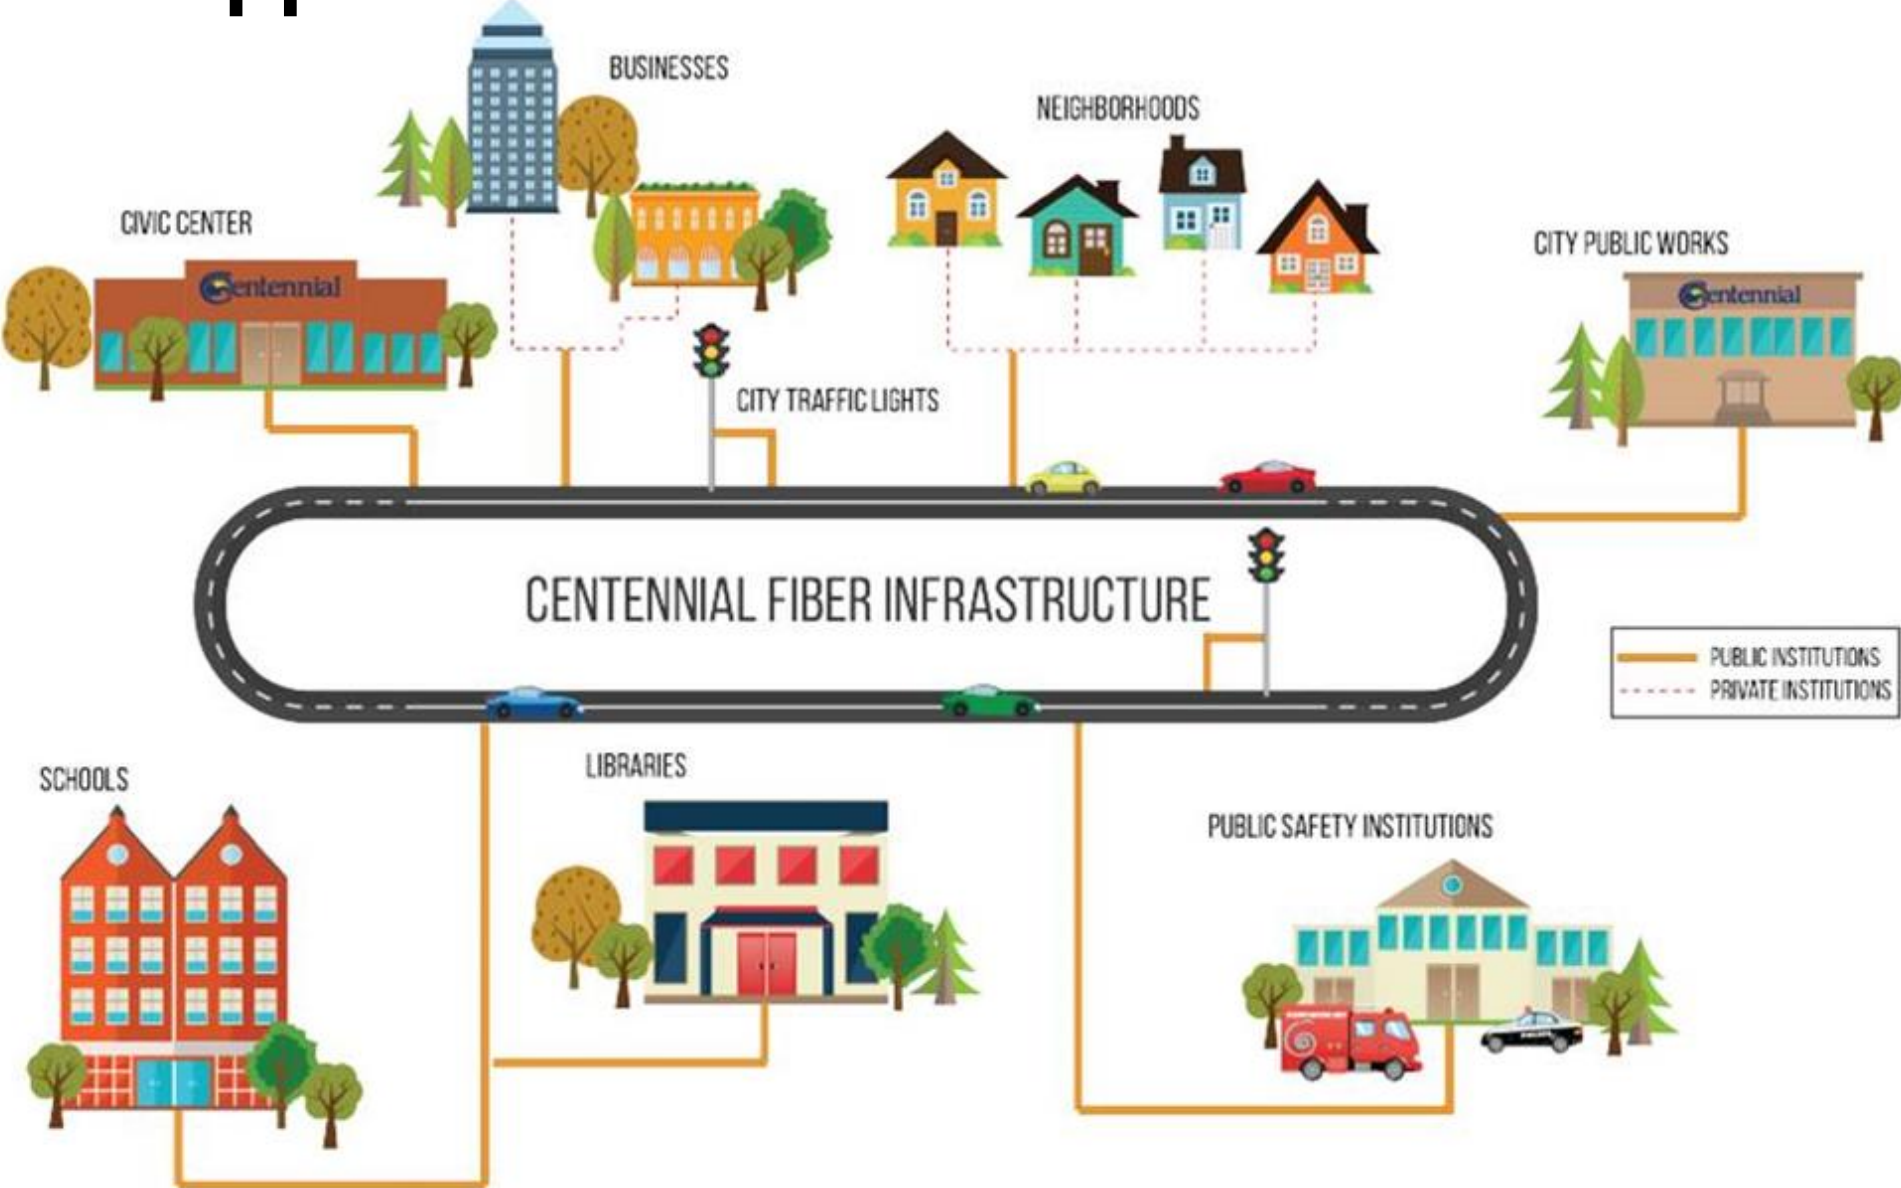 BUSINESSES
NEIGHBORHOODS
CIVIC CENTER
Centennial
CITY PUBLIC WORKS
Centennial
CITY TRAFFIC LIGHTS
CENTENNIAL FIBER INFRASTRUCTURE
PUBLIC INSTITUTIONS
PRIVATE INSTITUTIONS
SCHOOLS
LIBRARIES
PUBLIC SAFETY INSTITUTIONS